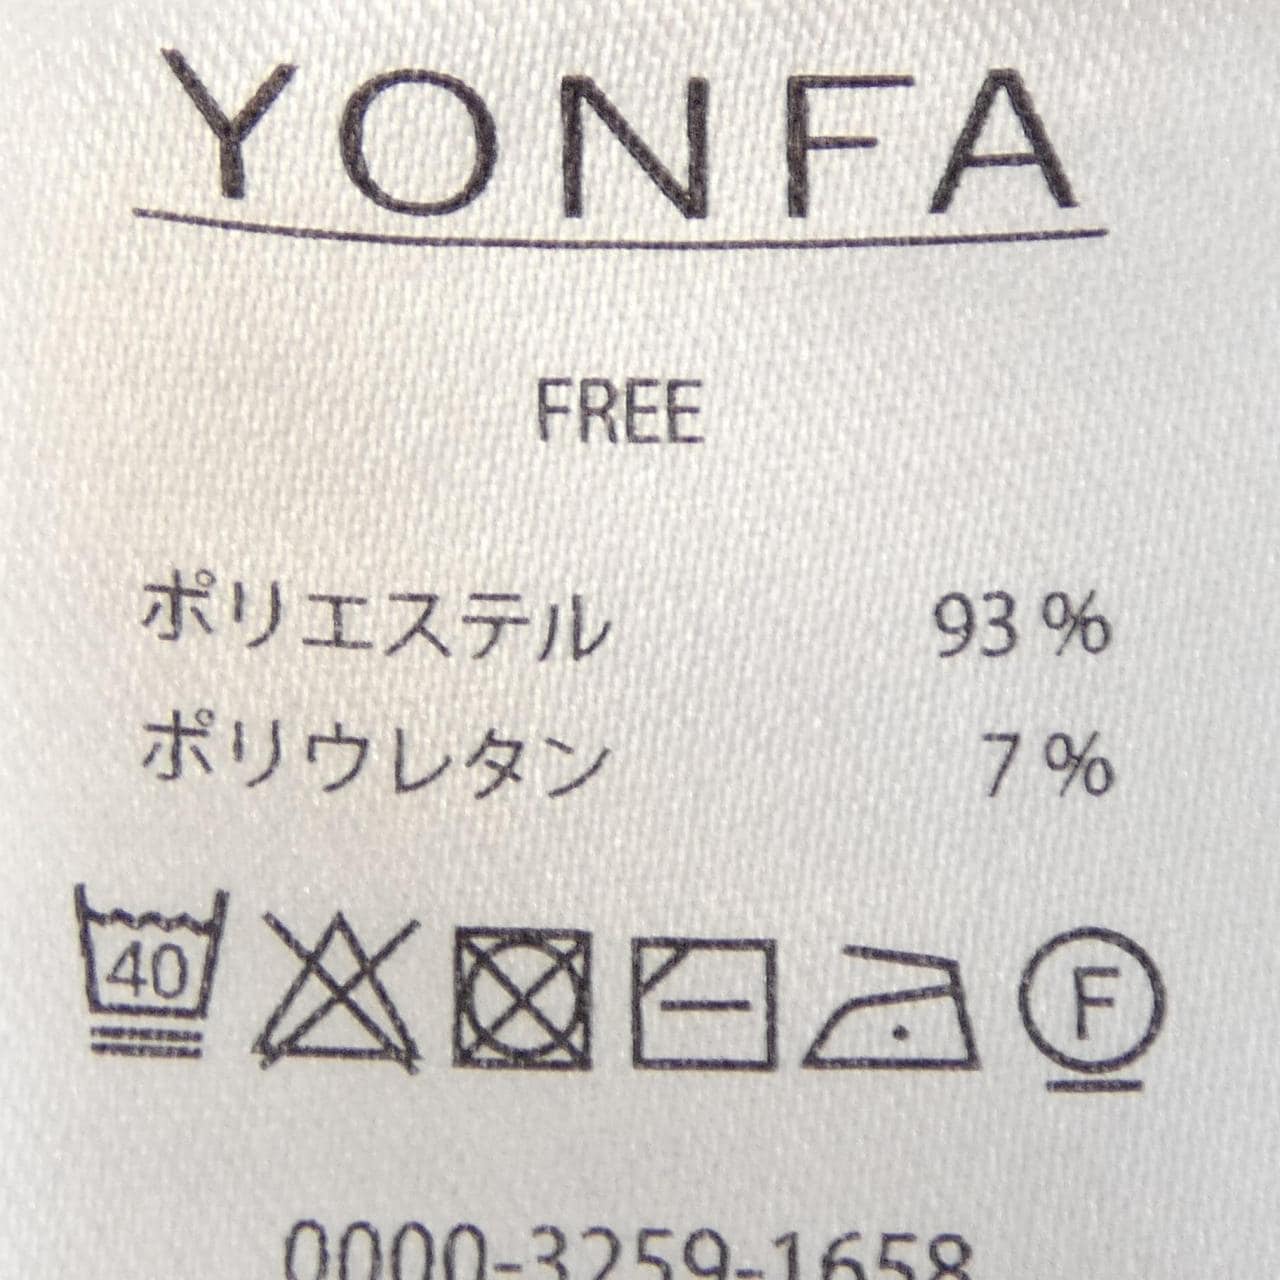 YONFA
FREE
ポリエステル 93 %
ポリウレタン 7 %
40 F
0000-3259-1658